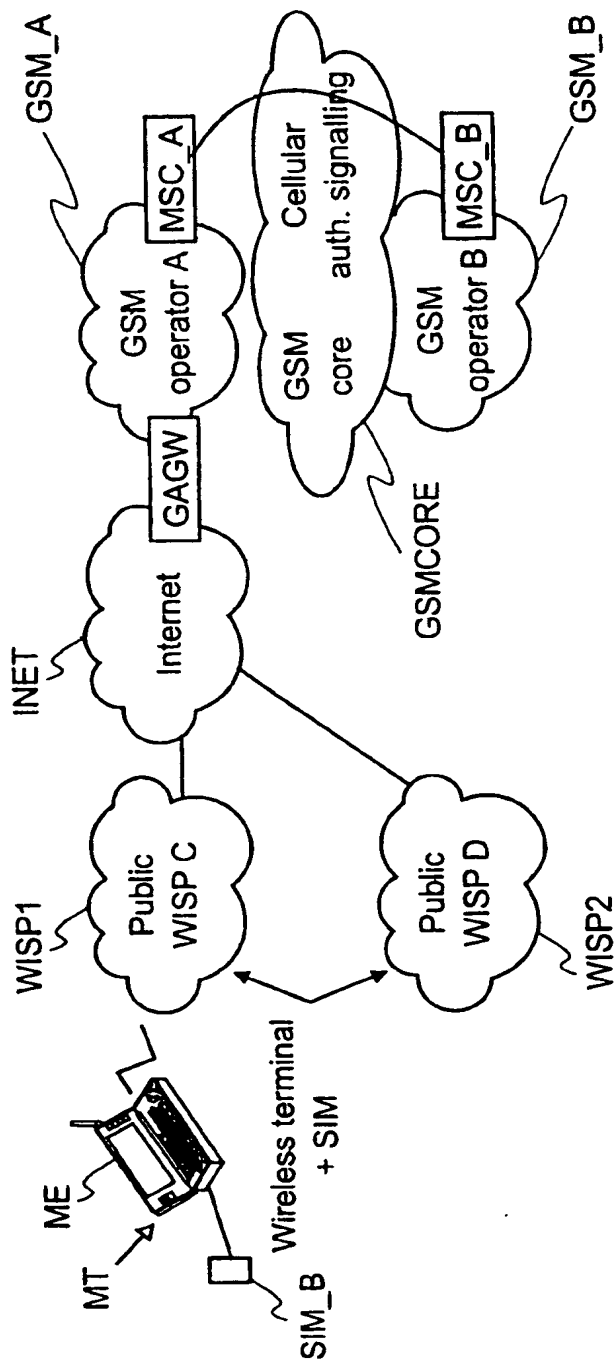 GSM_A
MSC_A
GSM
operator A
GAGW
INET
Internet
WISP1
Public
WISP C
ME
MT
SIM_B
Wireless terminal
+ SIM
Public
WISP D
WISP2
GSM
core
Cellular
auth. signalling
GSMCORE
GSM
operator B
MSC_B
GSM_B